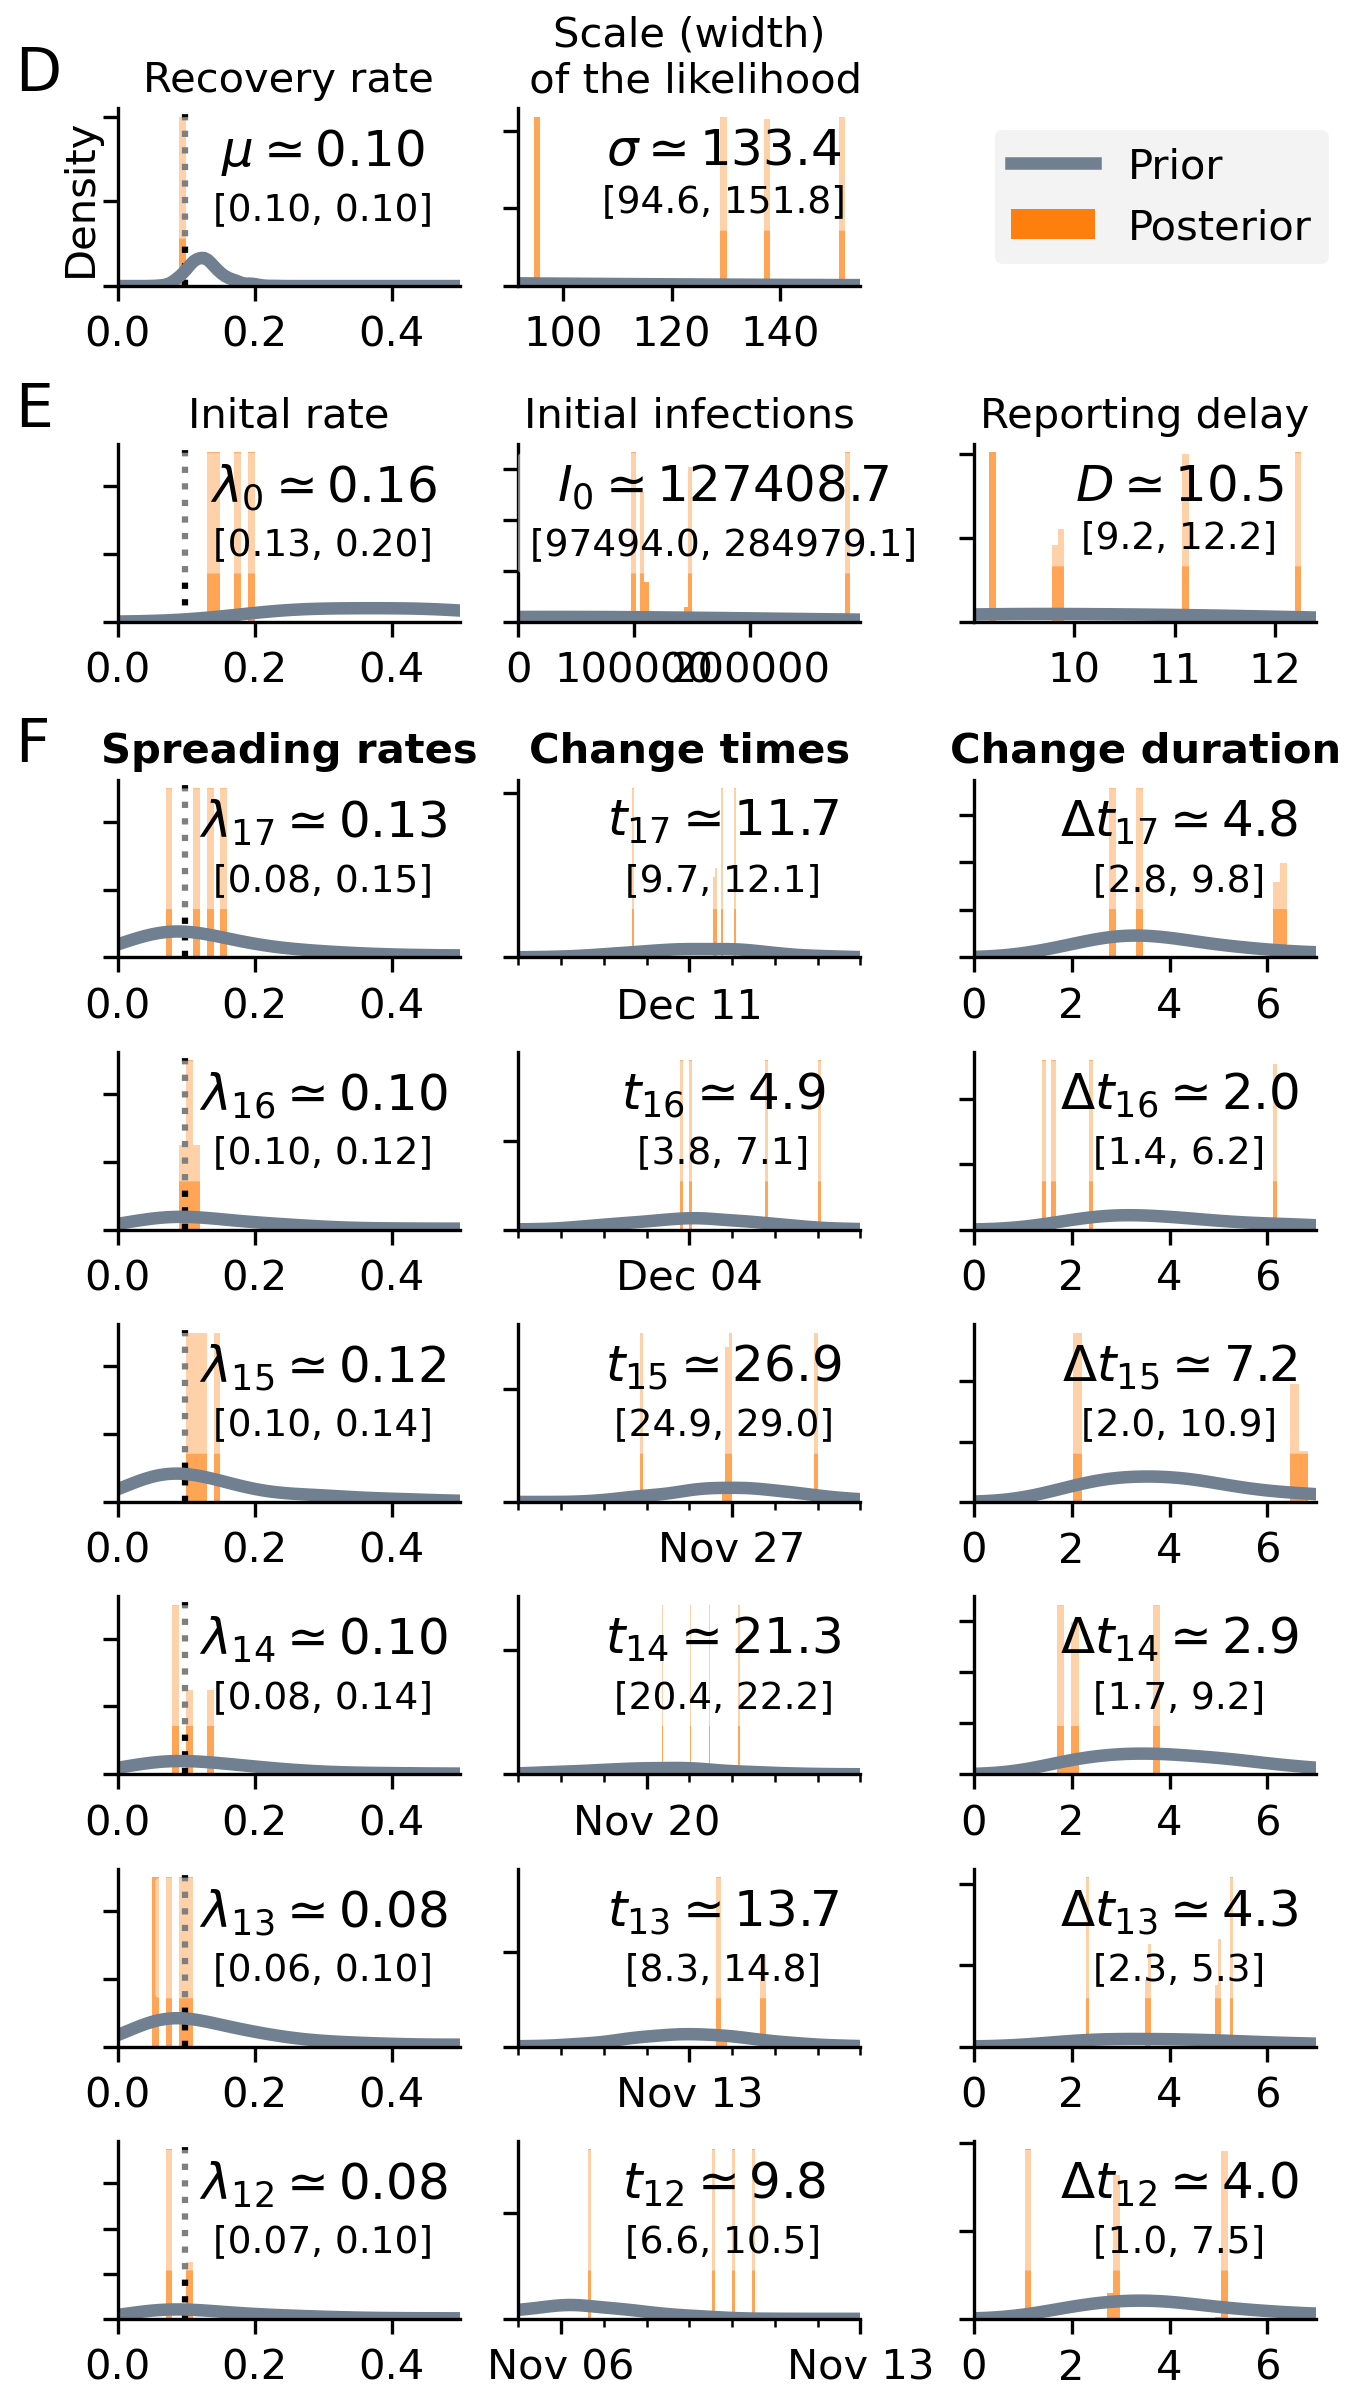 Scale (width)
of the likelihood
D
Recovery rate
Density
μ ≃ 0.10
[0.10, 0.10]
σ ≃ 133.4
[94.6, 151.8]
Prior
Posterior
0.0 0.2 0.4
100 120 140
E
Inital rate
Initial infections
Reporting delay
λ0 ≃ 0.16
[0.13, 0.20]
I0 ≃ 127408.7
[97494.0, 284979.1]
D ≃ 10.5
[9.2, 12.2]
0.0 0.2 0.4
0 100000 200000
10 11 12
F
Spreading rates
Change times
Change duration
λ17 ≃ 0.13
[0.08, 0.15]
t17 ≃ 11.7
[9.7, 12.1]
Δt17 ≃ 4.8
[2.8, 9.8]
0.0 0.2 0.4
Dec 11
0 2 4 6
λ16 ≃ 0.10
[0.10, 0.12]
t16 ≃ 4.9
[3.8, 7.1]
Δt16 ≃ 2.0
[1.4, 6.2]
0.0 0.2 0.4
Dec 04
0 2 4 6
λ15 ≃ 0.12
[0.10, 0.14]
t15 ≃ 26.9
[24.9, 29.0]
Δt15 ≃ 7.2
[2.0, 10.9]
0.0 0.2 0.4
Nov 27
0 2 4 6
λ14 ≃ 0.10
[0.08, 0.14]
t14 ≃ 21.3
[20.4, 22.2]
Δt14 ≃ 2.9
[1.7, 9.2]
0.0 0.2 0.4
Nov 20
0 2 4 6
λ13 ≃ 0.08
[0.06, 0.10]
t13 ≃ 13.7
[8.3, 14.8]
Δt13 ≃ 4.3
[2.3, 5.3]
0.0 0.2 0.4
Nov 13
0 2 4 6
λ12 ≃ 0.08
[0.07, 0.10]
t12 ≃ 9.8
[6.6, 10.5]
Δt12 ≃ 4.0
[1.0, 7.5]
0.0 0.2 0.4
Nov 06 Nov 13
0 2 4 6